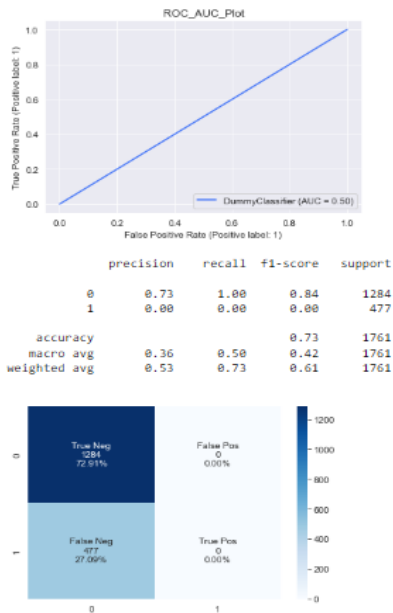 ROC_AUC_Plot
True Positive Rate (Positive label: 1)
1.0
0.8
0.6
0.4
0.2
0.0
DummyClassifier (AUC = 0.50)
0.0 0.2 0.4 0.6 0.8 1.0
False Positive Rate (Positive label: 1)
precision recall f1-score support
0 0.73 1.00 0.84 1284
1 0.00 0.00 0.00 477
accuracy 0.73 1761
macro avg 0.36 0.50 0.42 1761
weighted avg 0.53 0.73 0.61 1761
0
True Neg
1284
72.91%
False Pos
0
0.00%
1
False Neg
477
27.09%
True Pos
0
0.00%
0 1
1200
1000
800
600
400
200
0